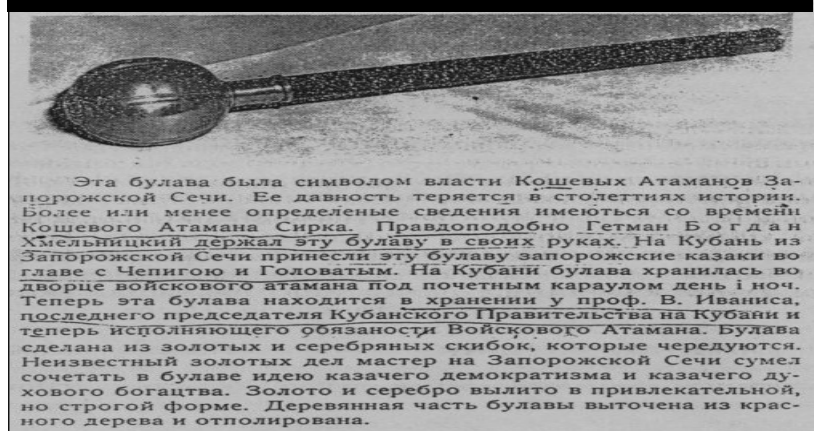 Эта булава была символом власти Кошевых Атаманов За-
порожской Сечи. Ее давность теряется в столеттиях истории.
Более или менее определеные сведения имеються со времени
Кошевого Атамана Сирка. Правдоподобно Гетман Богдан
Хмельницкий держал эту булаву в своих руках. На Кубань из
Запорожской Сечи принесли эту булаву запорожские казаки во
главе с Чепигою и Головатым. На Кубани булава хранилась во
дворце войскового атамана под почетным караулом день і ноч.
Теперь эта булава находится в хранении у проф. В. Иваниса,
последнего председателя Кубанского Правительства на Кубани и
теперь исполняющего обязаности Войскового Атамана. Булава
сделана из золотых и серебряных скибок, которые чередуются.
Неизвестный золотых дел мастер на Запорожской Сечи сумел
сочетать в булаве идею казачего демократизма и казачего ду-
хового богацтва. Золото и серебро вылито в привлекательной,
но строгой форме. Деревянная часть булавы выточена из крас-
ного дерева и отполирована.